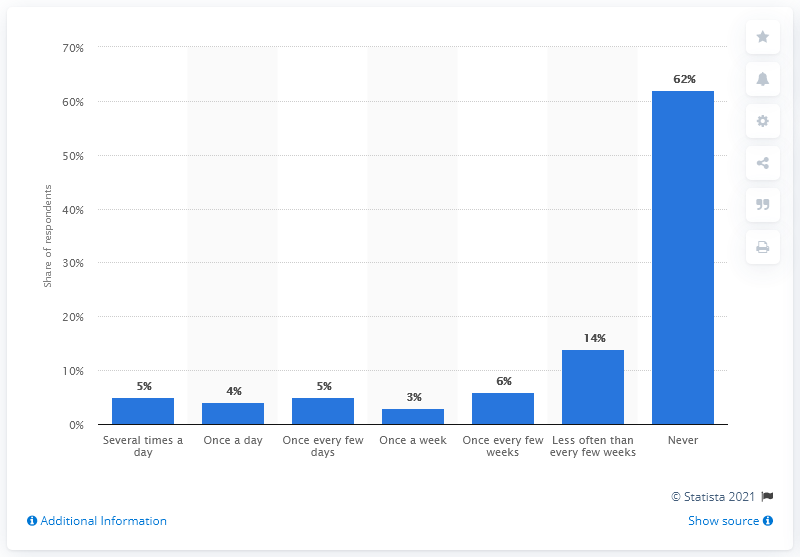 70%
60%
50%
40%
30%
20%
10%
0%
Share of respondents
5%
4%
5%
3%
6%
14%
62%
Several times a day
Once a day
Once every few days
Once a week
Once every few weeks
Less often than every few weeks
Never
© Statista 2021
Additional Information
Show source